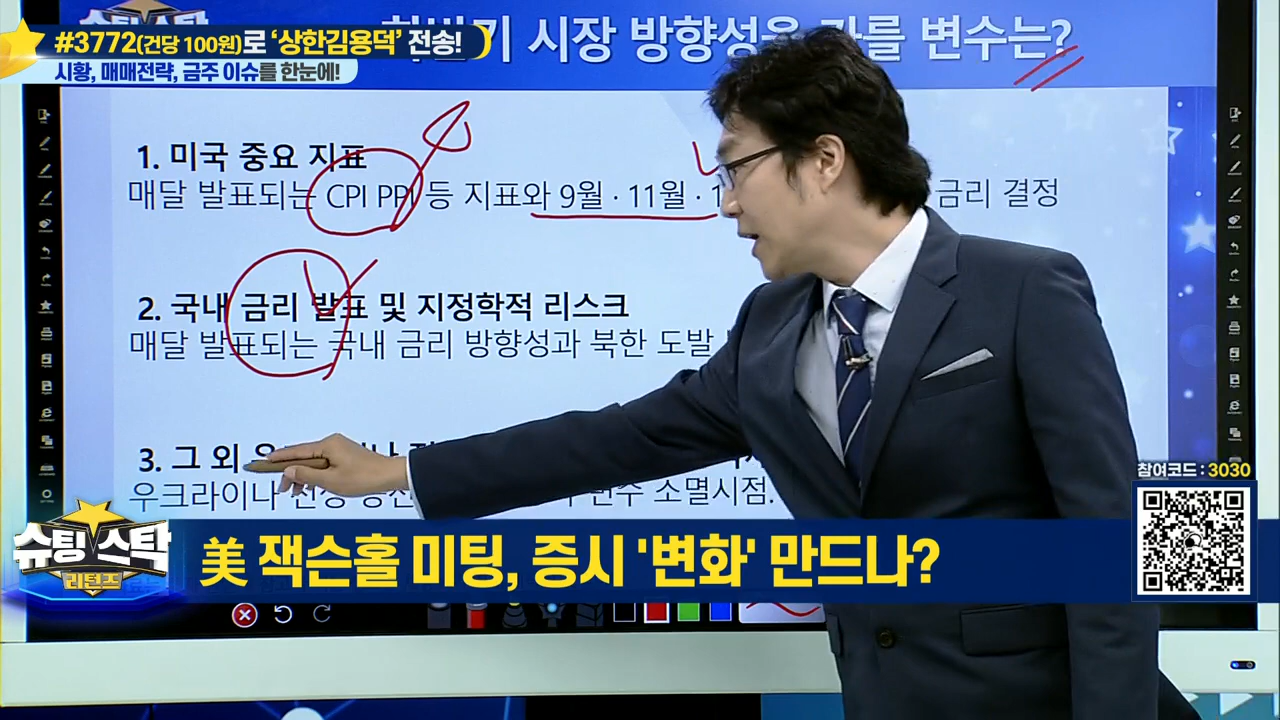 #3772(건당 100원)로 '상한김용덕' 전송!
시황, 매매전략, 금주 이슈를 한눈에!
시장 방향성을 가를 변수는?
1. 미국 중요 지표
매달 발표되는 CPI PPI 등 지표와 9월 · 11월 · 금리 결정
2. 국내 금리 발표 및 지정학적 리스크
매달 발표되는 국내 금리 방향성과 북한 도발
3. 그 외
우크라이나 변수 소멸시점.
참여코드 : 3030
슈팅스탁
리턴즈
美 잭슨홀 미팅, 증시 '변화' 만드나?